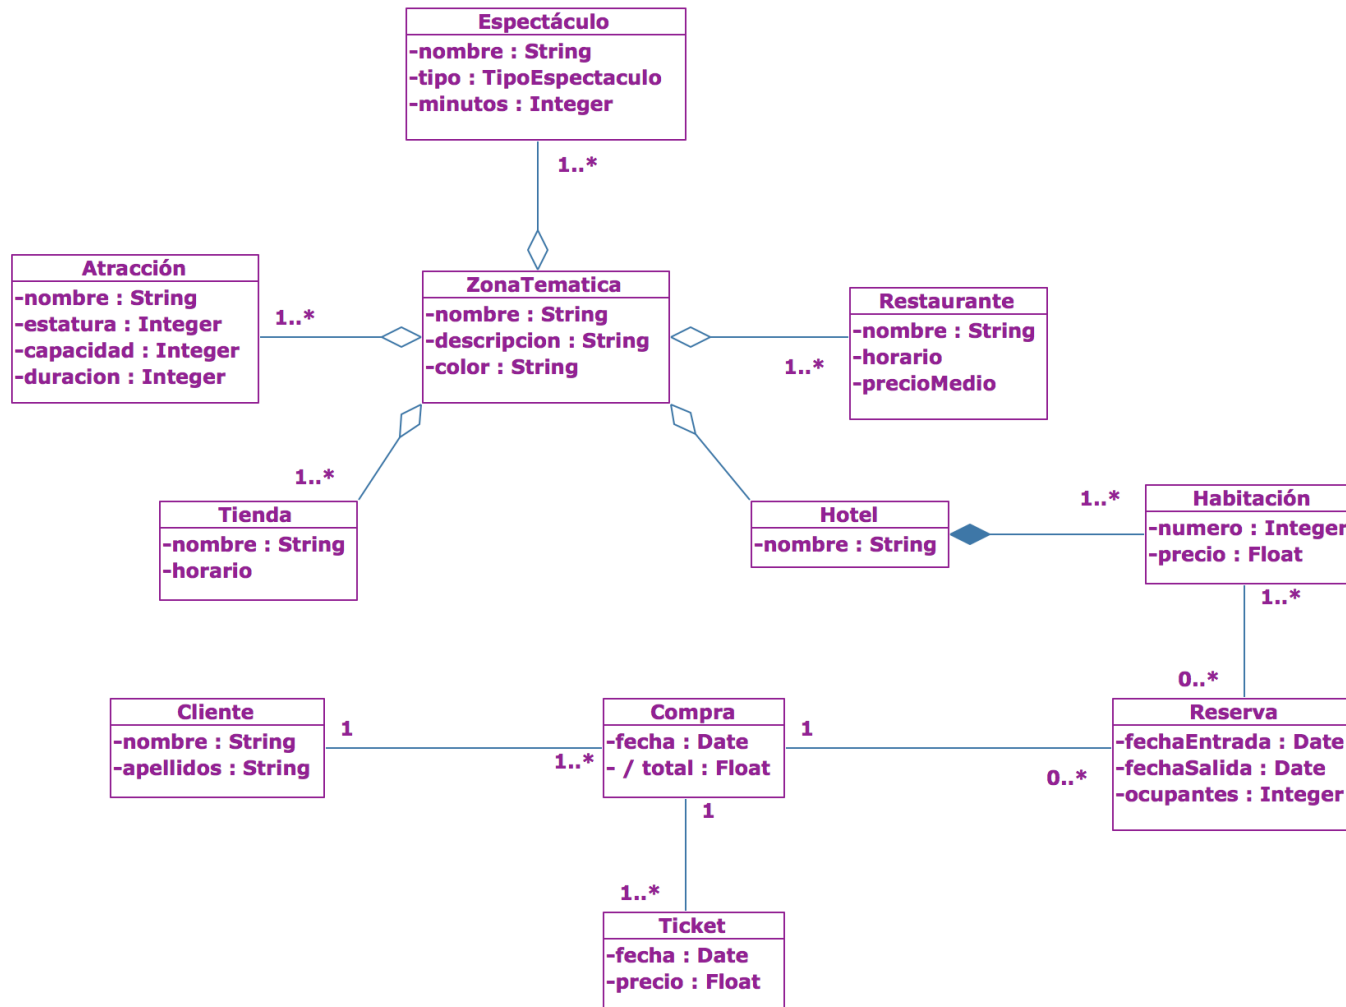 Espectáculo
-nombre : String
-tipo : TipoEspectaculo
-minutos : Integer
1..*
Atracción
-nombre : String
-estatura : Integer
-capacidad : Integer
-duracion : Integer
1..*
ZonaTematica
-nombre : String
-descripcion : String
-color : String
Restaurante
-nombre : String
-horario
-precioMedio
1..*
1..*
Tienda
-nombre : String
-horario
Hotel
-nombre : String
1..*
Habitación
-numero : Integer
-precio : Float
1..*
0..*
Cliente
-nombre : String
-apellidos : String
1
1..*
Compra
-fecha : Date
- / total : Float
1
0..*
Reserva
-fechaEntrada : Date
-fechaSalida : Date
-ocupantes : Integer
1
1..*
Ticket
-fecha : Date
-precio : Float